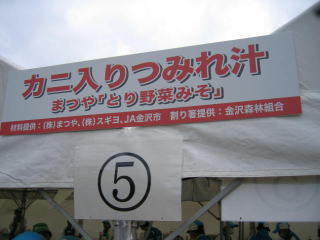 カニ入りつみれ汁
まつや「とり野菜みそ」
材料提供：(株)まつや、(株)スギヨ、JA金沢市 割り箸提供：金沢森林組合
⑤